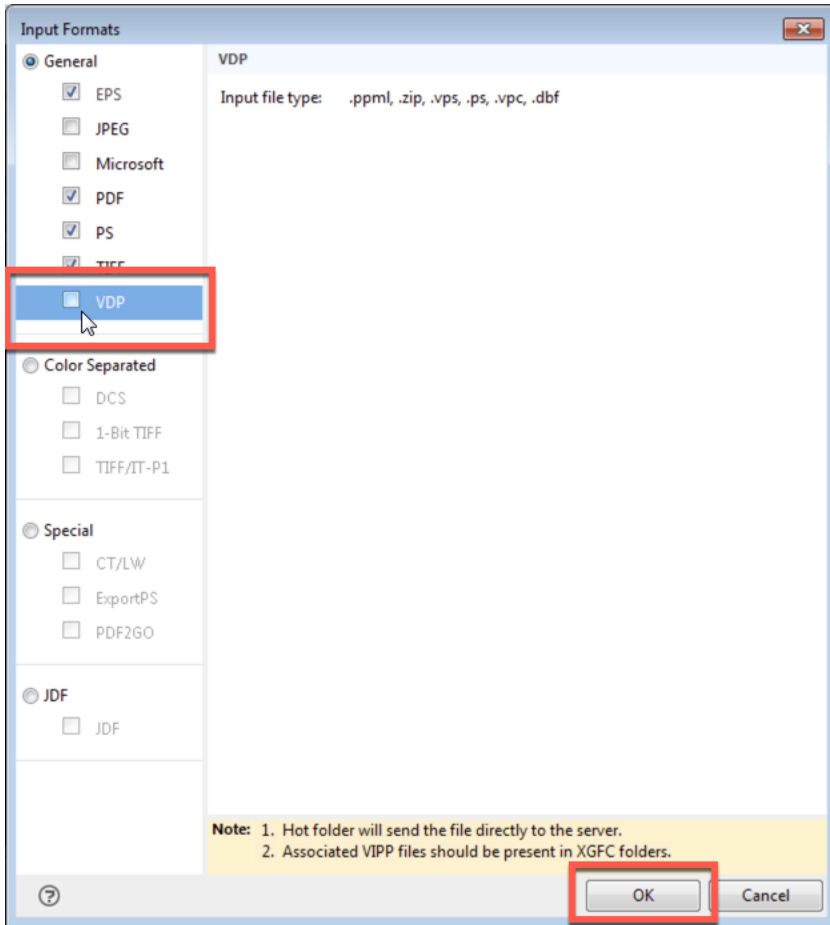 Input Formats
General
EPS
JPEG
Microsoft
PDF
PS
TIFF
VDP
Color Separated
DCS
1-Bit TIFF
TIFF/IT-P1
Special
CT/LW
ExportPS
PDF2GO
JDF
JDF
VDP
Input file type: .ppml, .zip, .vps, .ps, .vpc, .dbf
Note: 1. Hot folder will send the file directly to the server.
2. Associated VIPP files should be present in XGFC folders.
?
OK Cancel